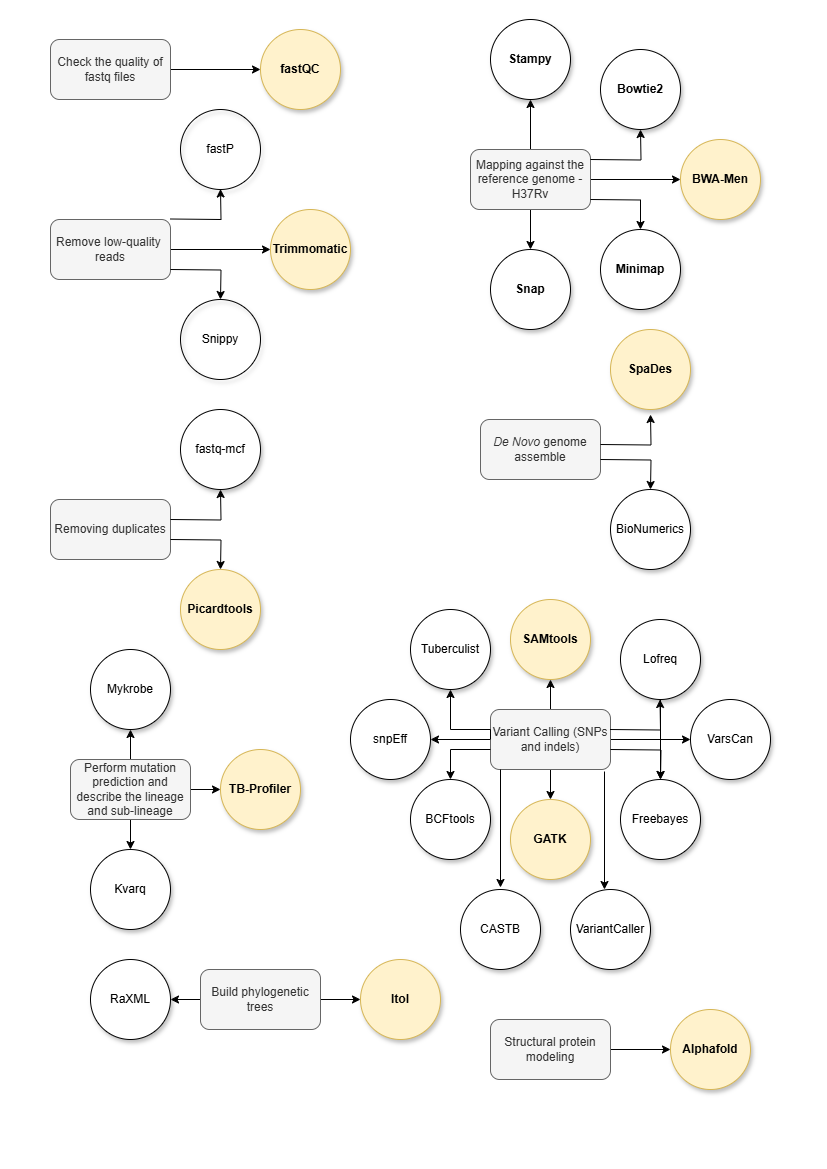 Check the quality of
fastq files
fastQC
fastP
Remove low-quality
reads
Trimmomatic
Snippy
Stampy
Bowtie2
Mapping against the
reference genome -
H37Rv
BWA-Men
Snap
Minimap
SpaDes
De Novo genome
assemble
BioNumerics
fastq-mcf
Removing duplicates
Picardtools
Mykrobe
Perform mutation
prediction and
describe the lineage
and sub-lineage
TB-Profiler
Kvarq
Tuberculist
SAMtools
Lofreq
snpEff
Variant Calling (SNPs
and indels)
VarsCan
BCFtools
GATK
Freebayes
CASTB
VariantCaller
RaXML
Build phylogenetic
trees
Itol
Structural protein
modeling
Alphafold